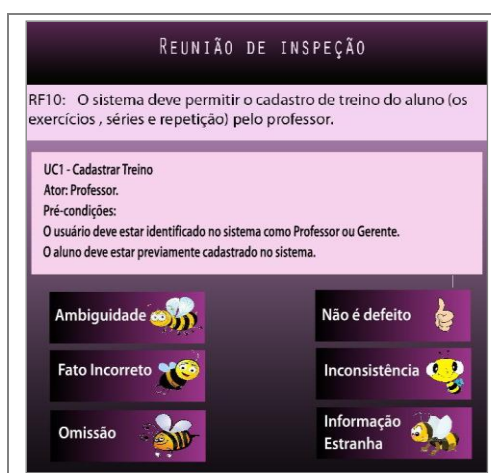 REUNIÃO DE INSPEÇÃO
RF10: O sistema deve permitir o cadastro de treino do aluno (os
exercícios , séries e repetição) pelo professor.
UC1 - Cadastrar Treino
Ator: Professor.
Pré-condições:
O usuário deve estar identificado no sistema como Professor ou Gerente.
O aluno deve estar previamente cadastrado no sistema.
Ambiguidade
Não é defeito
Fato Incorreto
Inconsistência
Omissão
Informação
Estranha